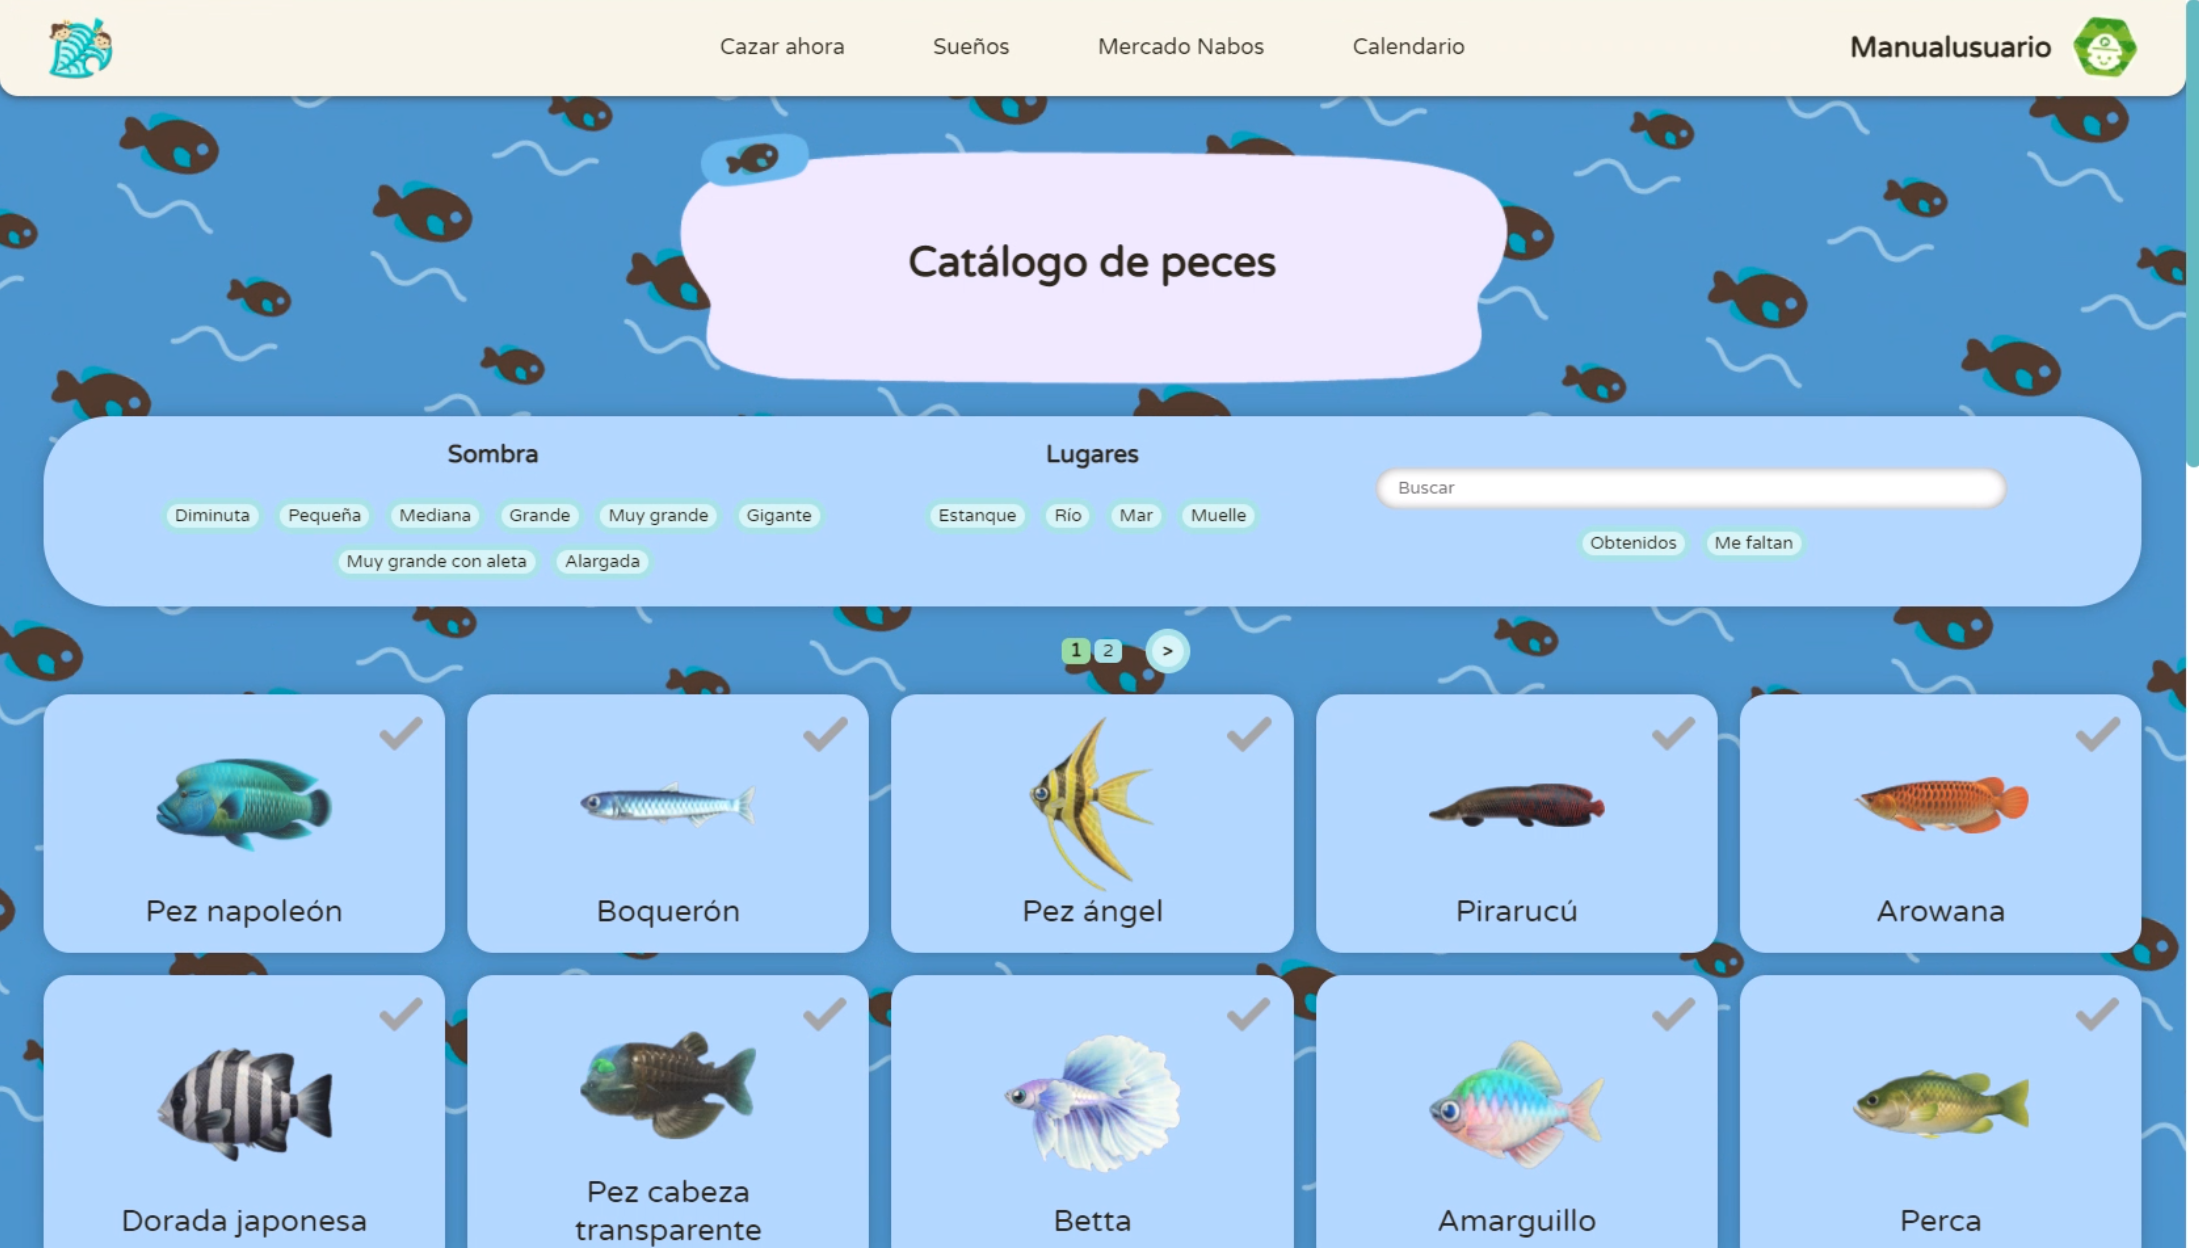 Cazar ahora
Sueños
Mercado Nabos
Calendario
Manualusuario
Catálogo de peces
Sombra
Diminuta
Pequeña
Mediana
Grande
Muy grande
Gigante
Muy grande con aleta
Alargada
Lugares
Estanque
Río
Mar
Muelle
Buscar
Obtenidos
Me faltan
1
2
>
Pez napoleón
Boquerón
Pez ángel
Pirarucú
Arowana
Dorada japonesa
Pez cabeza
transparente
Betta
Amarguillo
Perca